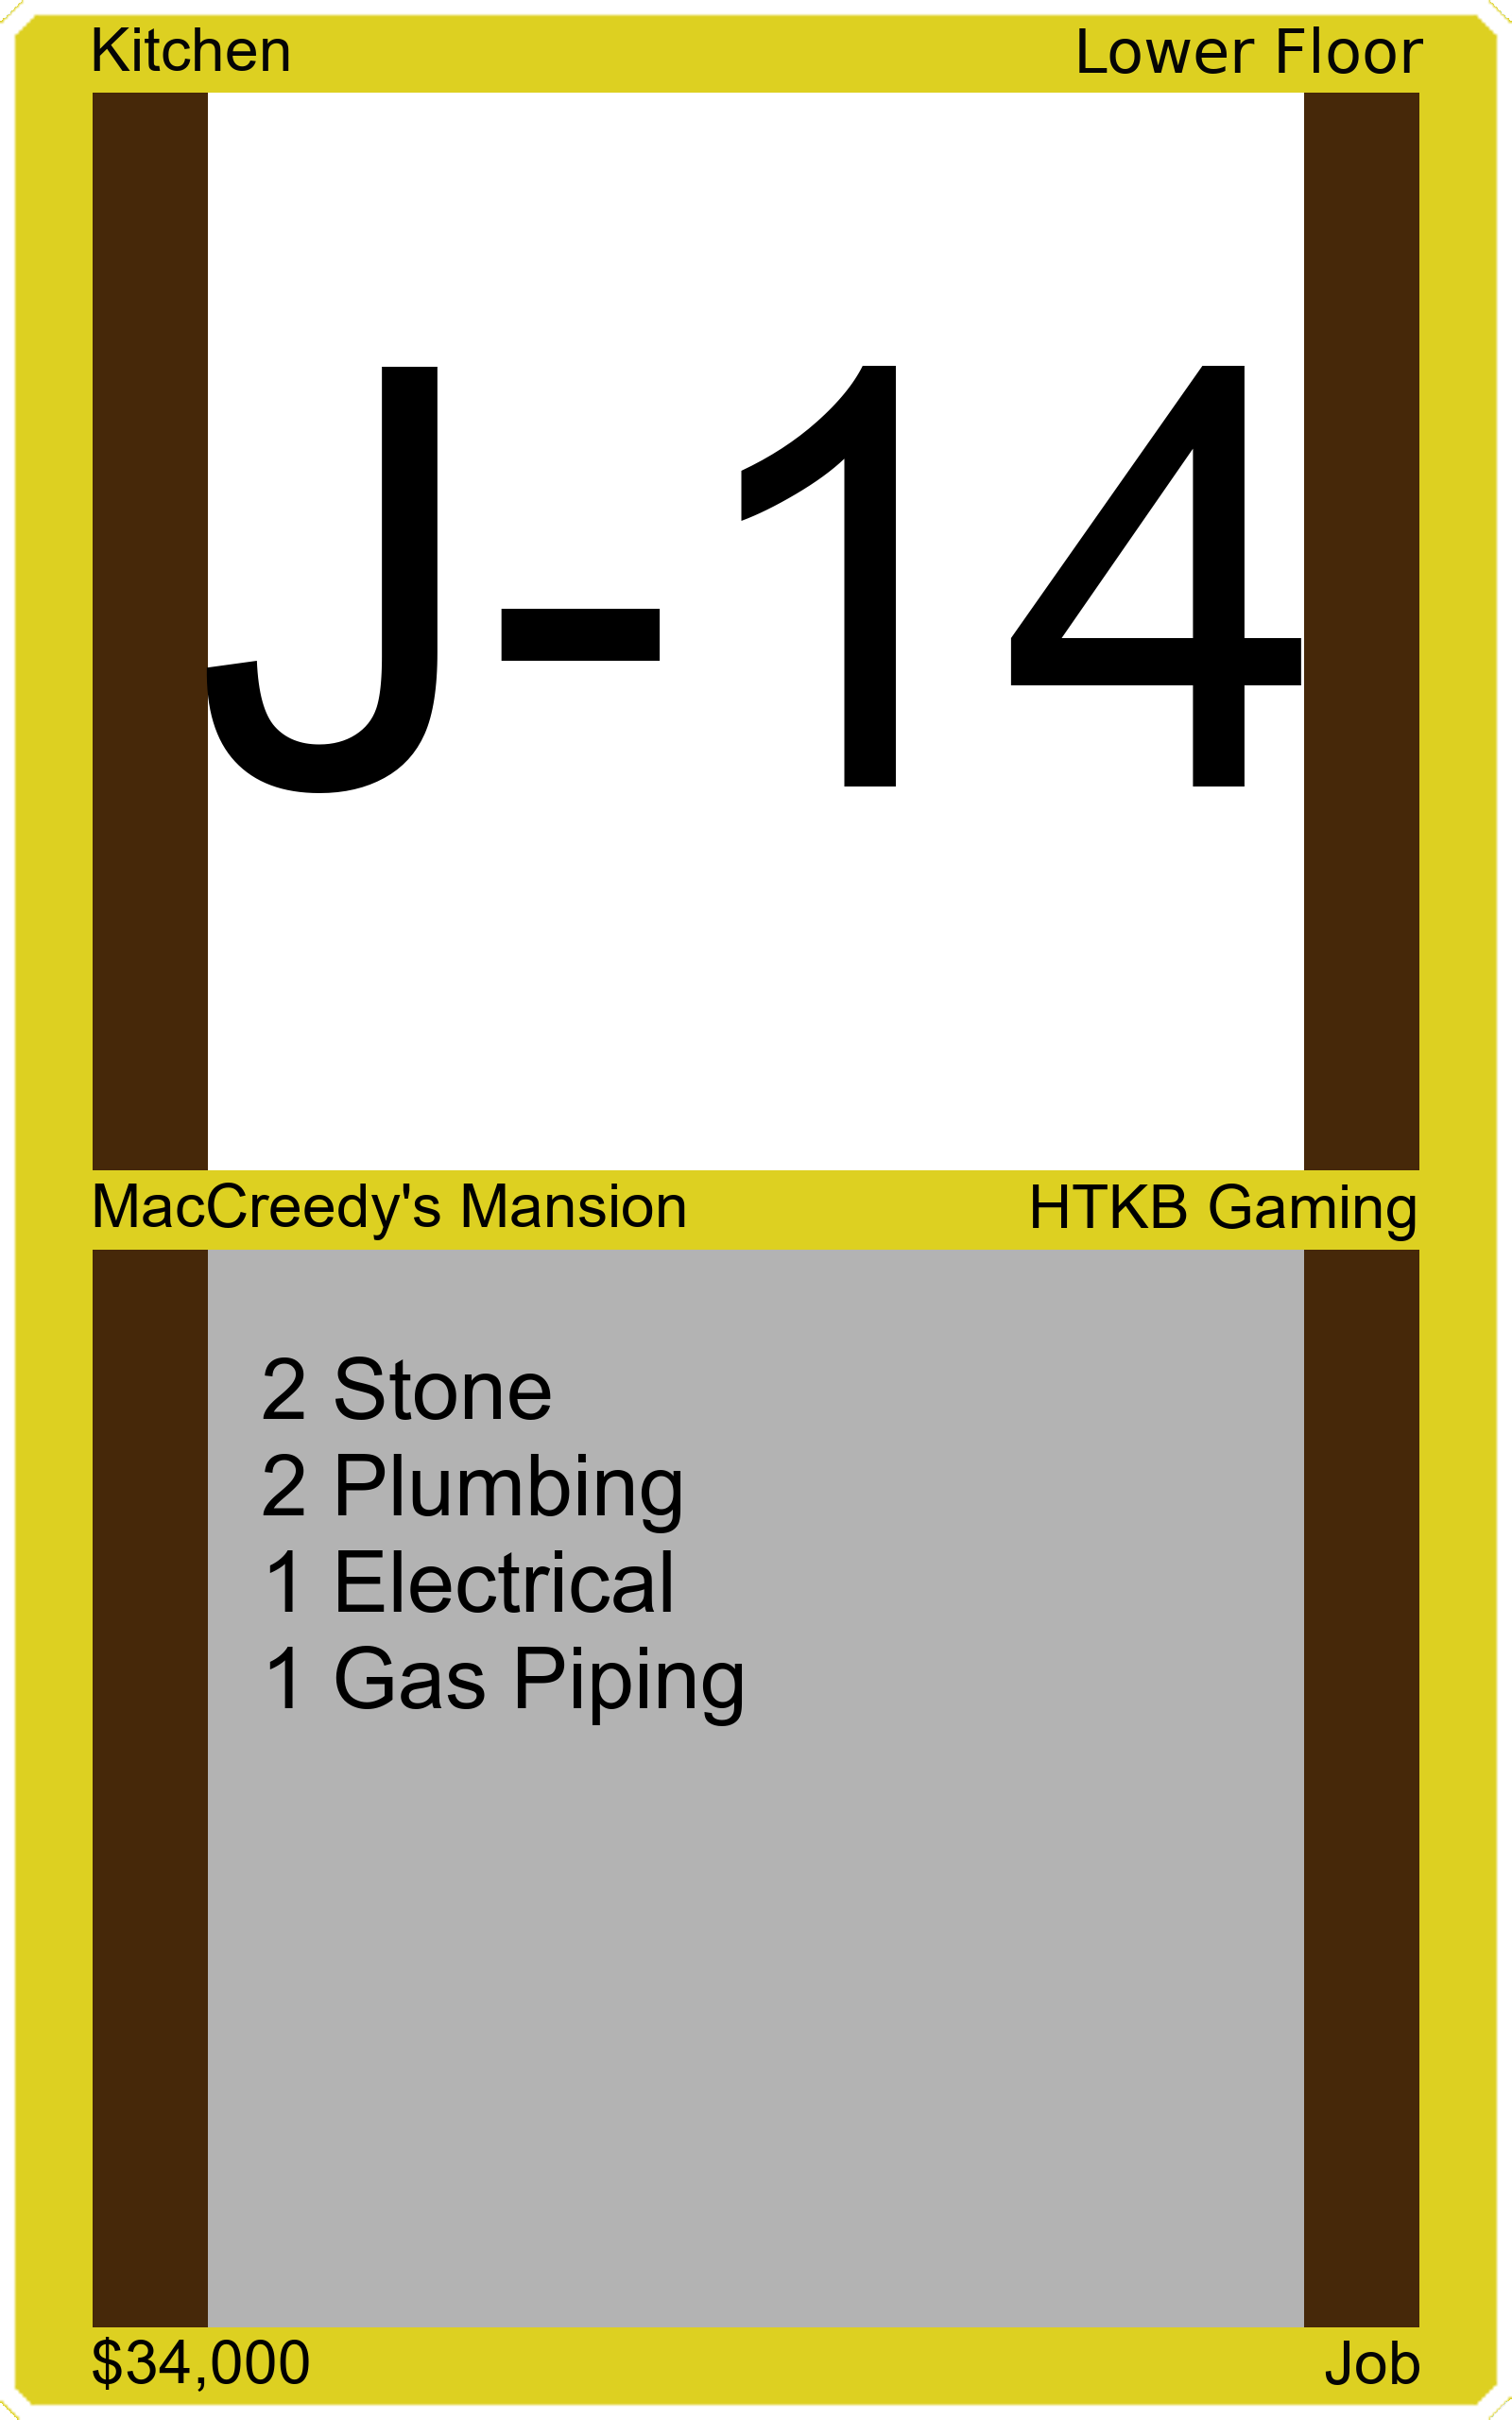 Kitchen Lower Floor
J-14
MacCreedy's Mansion HTKB Gaming
2 Stone
2 Plumbing
1 Electrical
1 Gas Piping
$34,000 Job